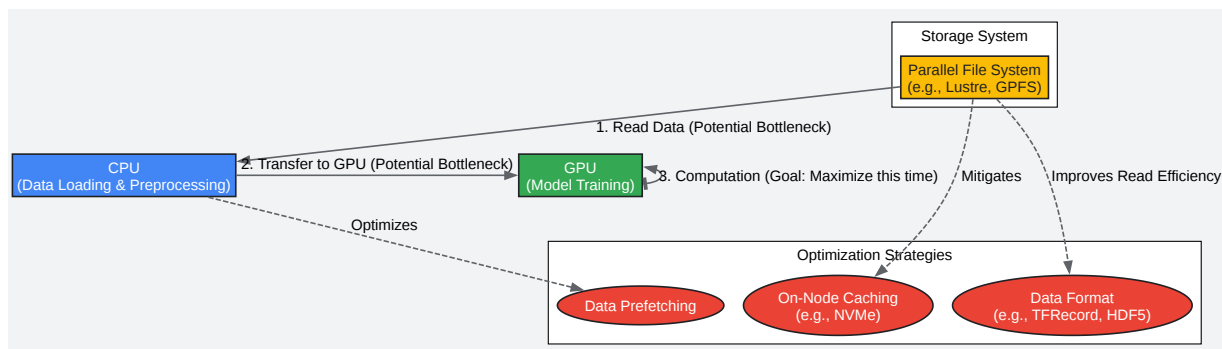 Storage System
Parallel File System
(e.g., Lustre, GPFS)
1. Read Data (Potential Bottleneck)
CPU
(Data Loading & Preprocessing)
2. Transfer to GPU (Potential Bottleneck)
GPU
(Model Training)
3. Computation (Goal: Maximize this time)
Mitigates
Improves Read Efficiency
Optimizes
Optimization Strategies
Data Prefetching
On-Node Caching
(e.g., NVMe)
Data Format
(e.g., TFRecord, HDF5)